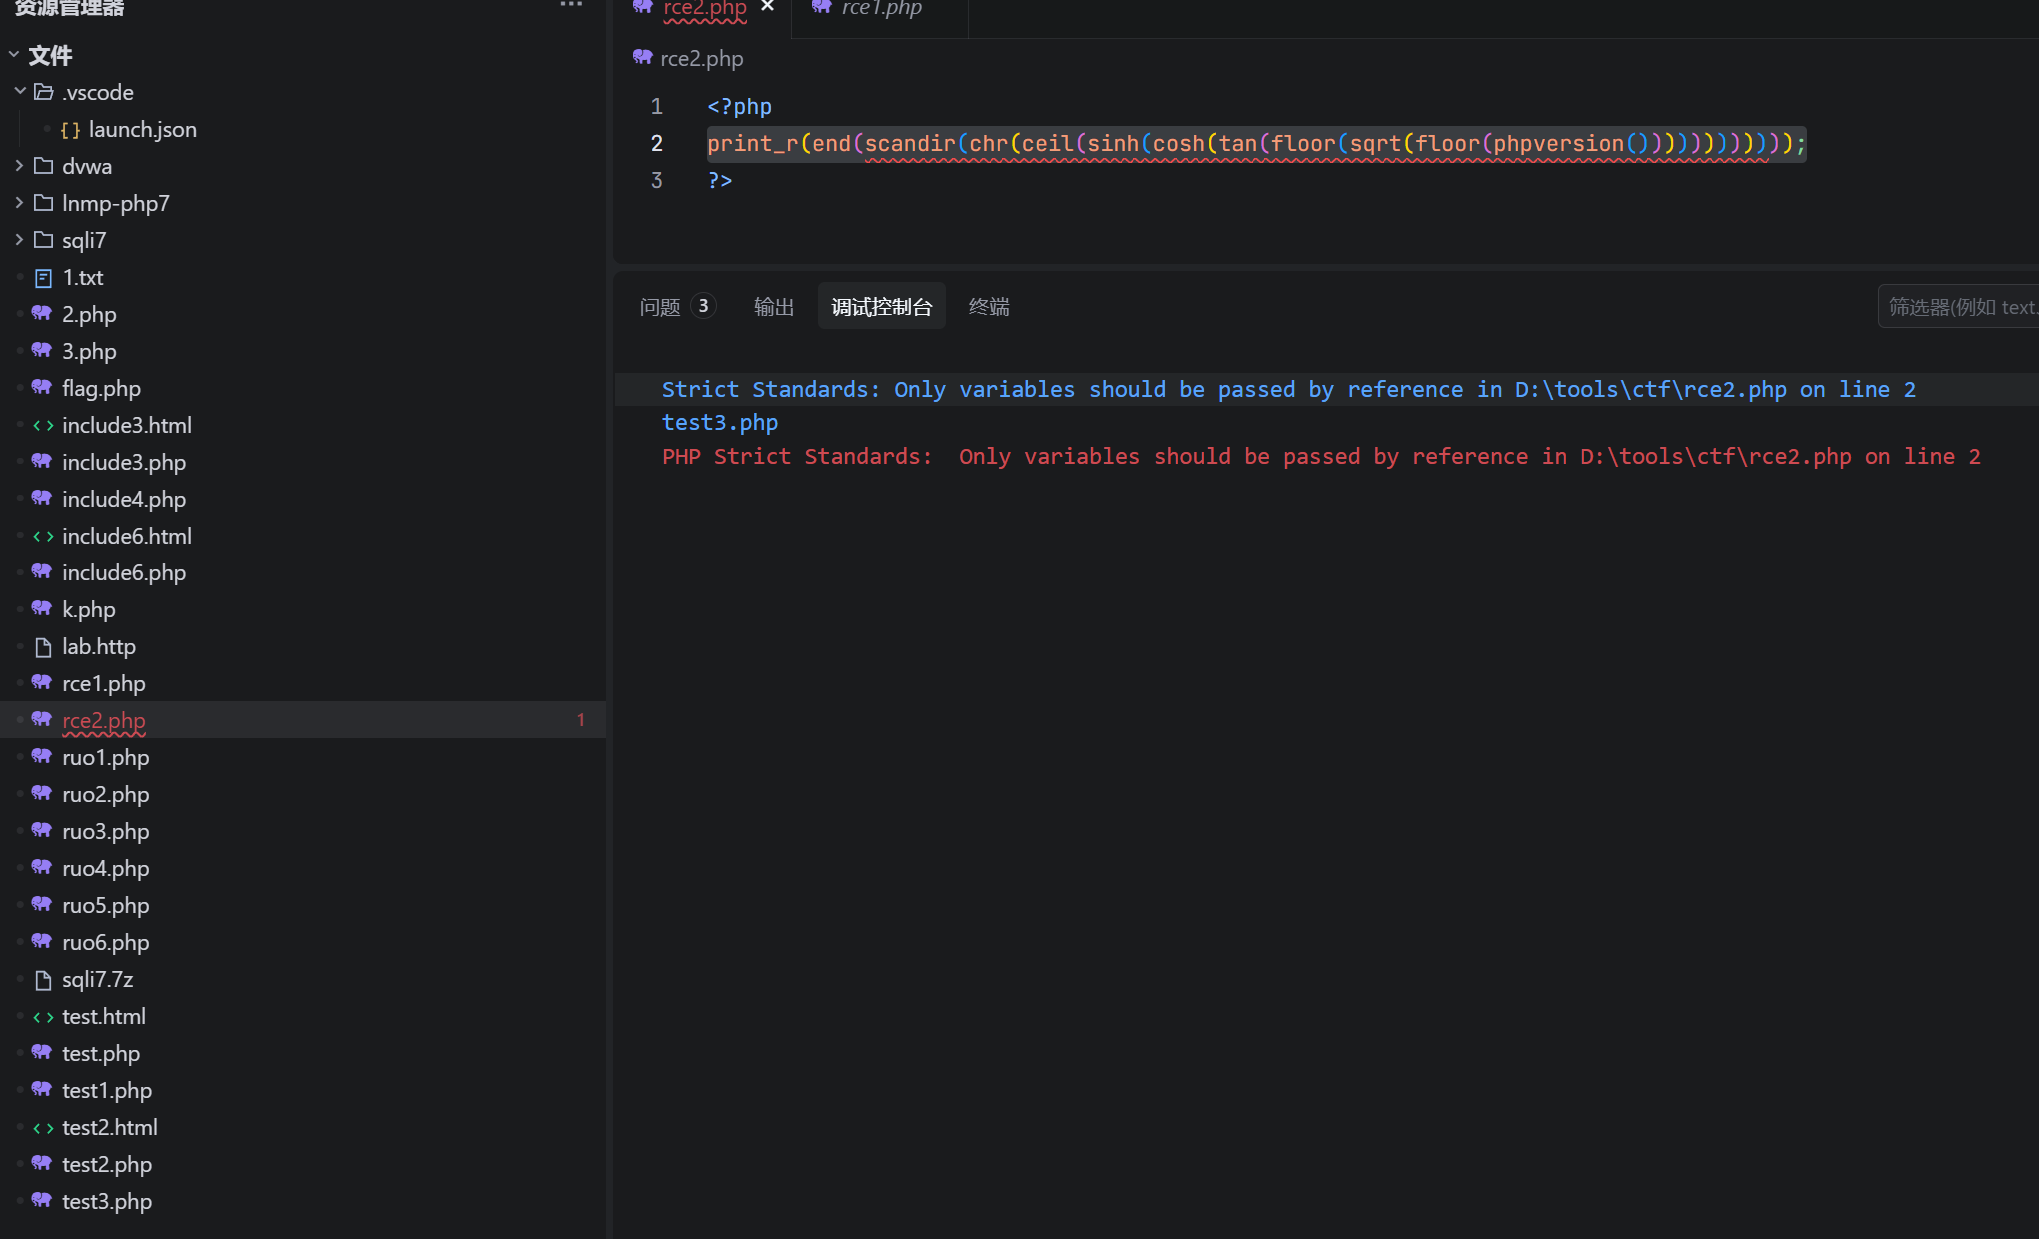 资源管理器 ···
文件
.vscode
{} launch.json
dvwa
lnmp-php7
sqli7
1.txt
2.php
3.php
flag.php
include3.html
include3.php
include4.php
include6.html
include6.php
k.php
lab.http
rce1.php
rce2.php 1
ruo1.php
ruo2.php
ruo3.php
ruo4.php
ruo5.php
ruo6.php
sqli7.7z
test.html
test.php
test1.php
test2.html
test2.php
test3.php
rce2.php × rce1.php
rce2.php
1 <?php
2 print_r(end(scandir(chr(ceil(sinh(cosh(tan(floor(sqrt(floor(phpversion()))))))))))));
3 ?>
问题 3 输出 调试控制台 终端 筛选器(例如 text.
Strict Standards: Only variables should be passed by reference in D:\tools\ctf\rce2.php on line 2
test3.php
PHP Strict Standards:  Only variables should be passed by reference in D:\tools\ctf\rce2.php on line 2